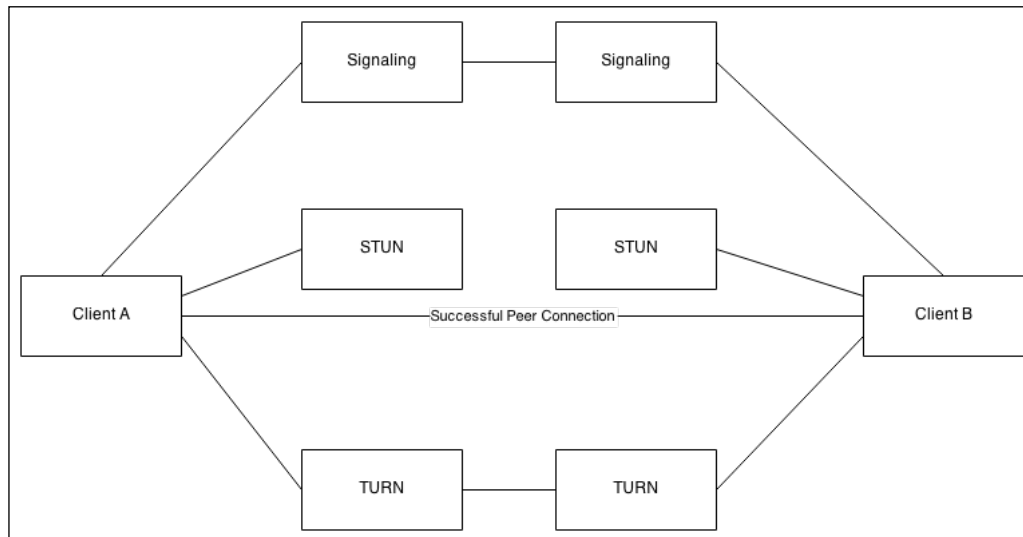 Signaling
Signaling
STUN
STUN
Client A
Successful Peer Connection
Client B
TURN
TURN